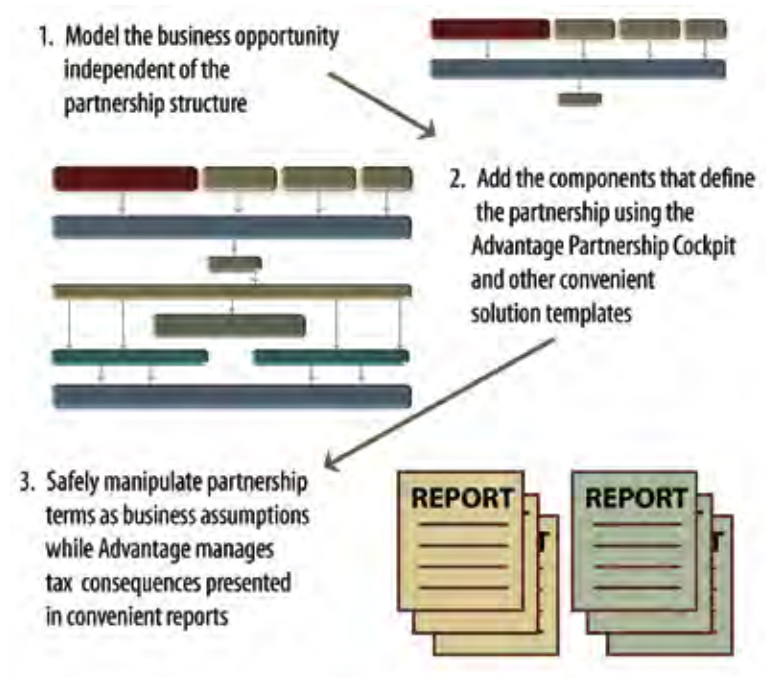 1. Model the business opportunity
independent of the
partnership structure
2. Add the components that define
the partnership using the
Advantage Partnership Cockpit
and other convenient
solution templates
3. Safely manipulate partnership
terms as business assumptions
while Advantage manages
tax consequences presented
in convenient reports
REPORT
REPORT